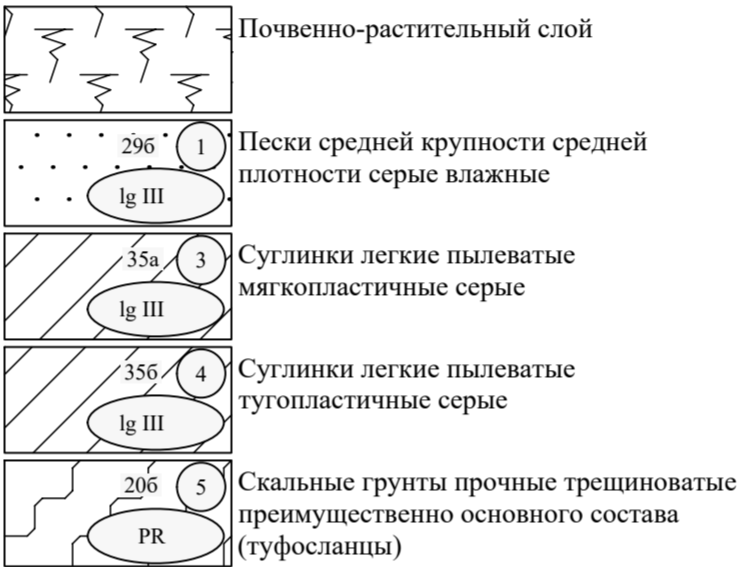 Почвенно-растительный слой
29б 1 Пески средней крупности средней
lg III плотности серые влажные
35а 3 Суглинки легкие пылеватые
lg III мягкопластичные серые
35б 4 Суглинки легкие пылеватые
lg III тугопластичные серые
20б 5 Скальные грунты прочные трещиноватые
PR преимущественно основного состава
(туфосланцы)